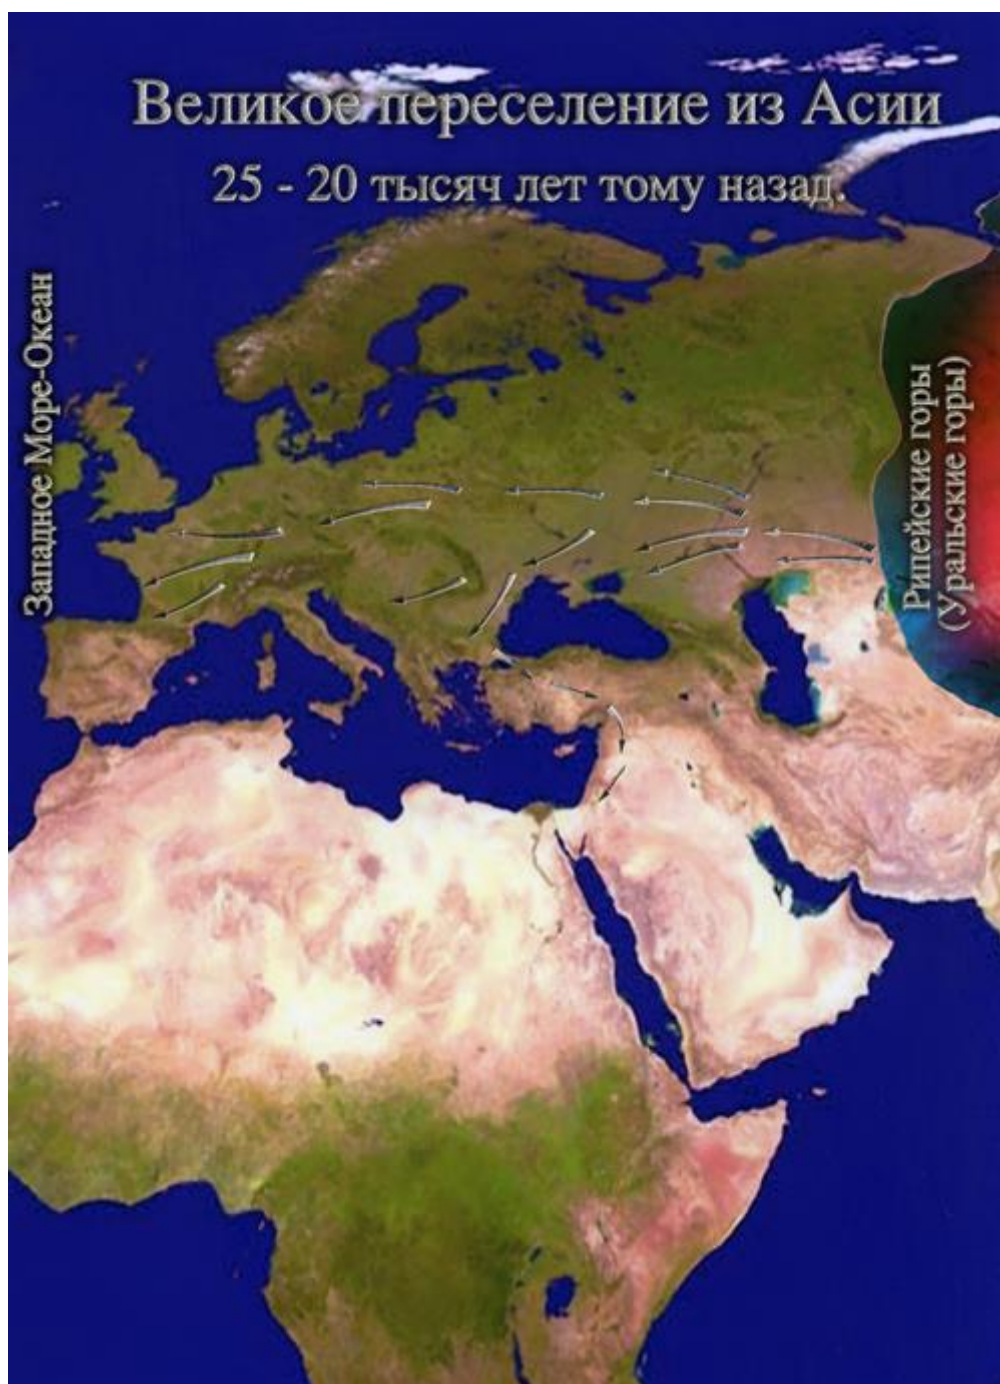 Великое переселение из Асии
25 - 20 тысяч лет тому назад.
Западное Море-Океан
Рипейские горы
(Уральские горы)